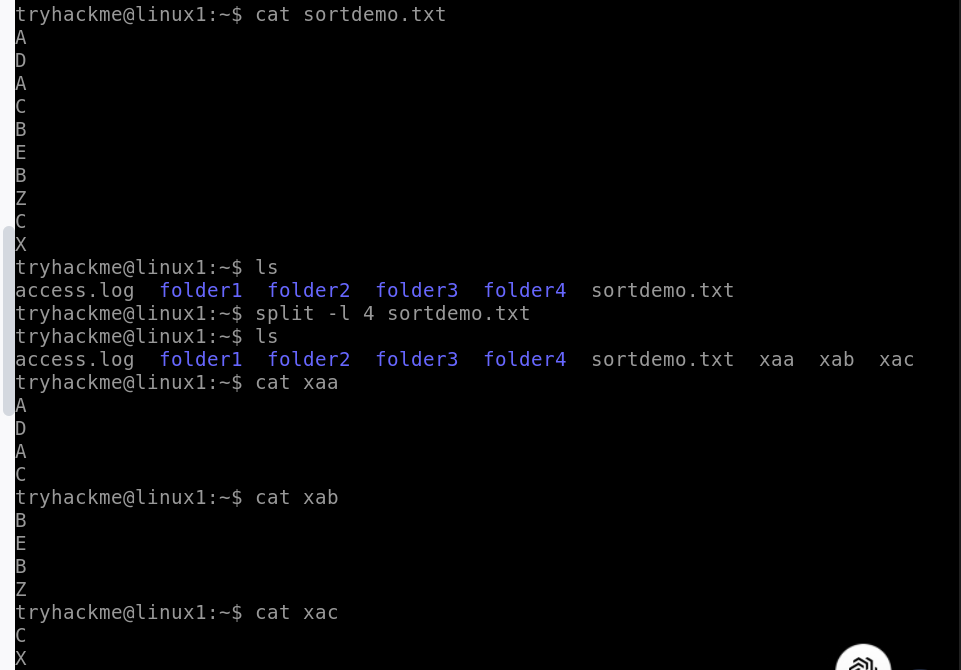 tryhackme@linux1:~$ cat sortdemo.txt
A
D
A
C
B
E
B
Z
C
X
tryhackme@linux1:~$ ls
access.log  folder1  folder2  folder3  folder4  sortdemo.txt
tryhackme@linux1:~$ split -l 4 sortdemo.txt
tryhackme@linux1:~$ ls
access.log  folder1  folder2  folder3  folder4  sortdemo.txt  xaa  xab  xac
tryhackme@linux1:~$ cat xaa
A
D
A
C
tryhackme@linux1:~$ cat xab
B
E
B
Z
tryhackme@linux1:~$ cat xac
C
X